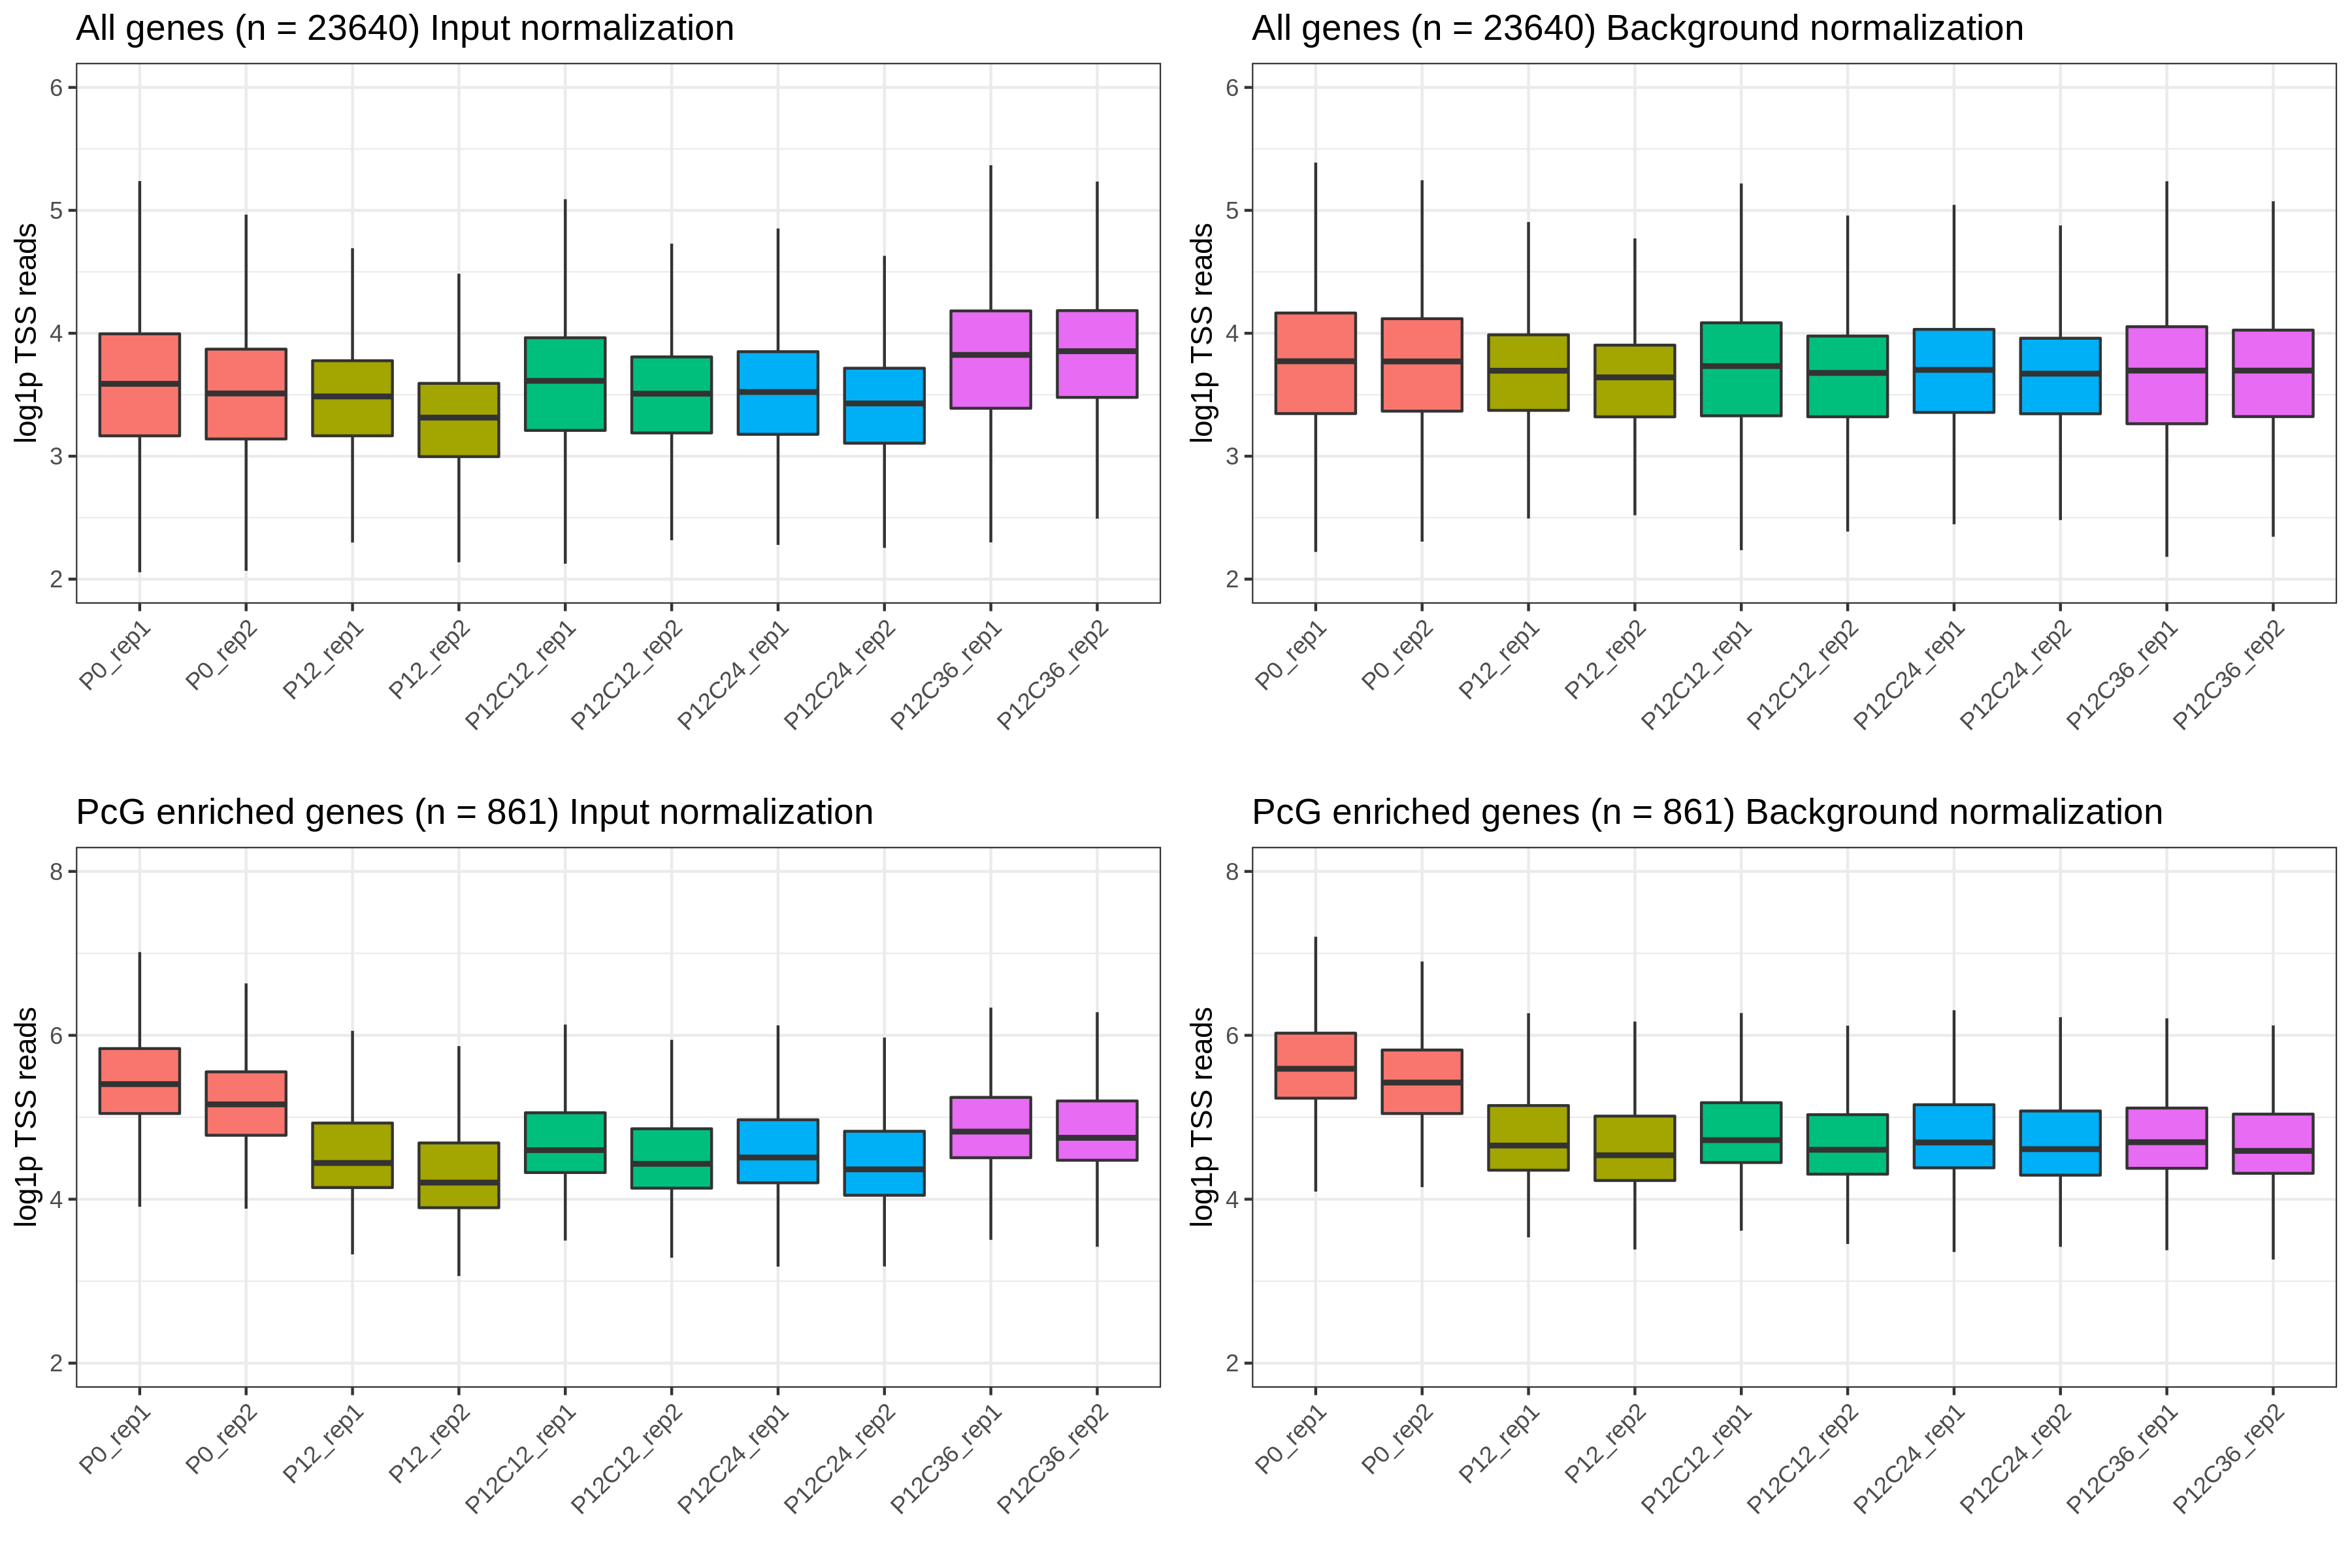 All genes (n = 23640) Input normalization
log1p TSS reads
6
5
4
3
2
P0_rep1
P0_rep2
P12_rep1
P12_rep2
P12C12_rep1
P12C12_rep2
P12C24_rep1
P12C24_rep2
P12C36_rep1
P12C36_rep2
All genes (n = 23640) Background normalization
log1p TSS reads
6
5
4
3
2
P0_rep1
P0_rep2
P12_rep1
P12_rep2
P12C12_rep1
P12C12_rep2
P12C24_rep1
P12C24_rep2
P12C36_rep1
P12C36_rep2
PcG enriched genes (n = 861) Input normalization
log1p TSS reads
8
6
4
2
P0_rep1
P0_rep2
P12_rep1
P12_rep2
P12C12_rep1
P12C12_rep2
P12C24_rep1
P12C24_rep2
P12C36_rep1
P12C36_rep2
PcG enriched genes (n = 861) Background normalization
log1p TSS reads
8
6
4
2
P0_rep1
P0_rep2
P12_rep1
P12_rep2
P12C12_rep1
P12C12_rep2
P12C24_rep1
P12C24_rep2
P12C36_rep1
P12C36_rep2